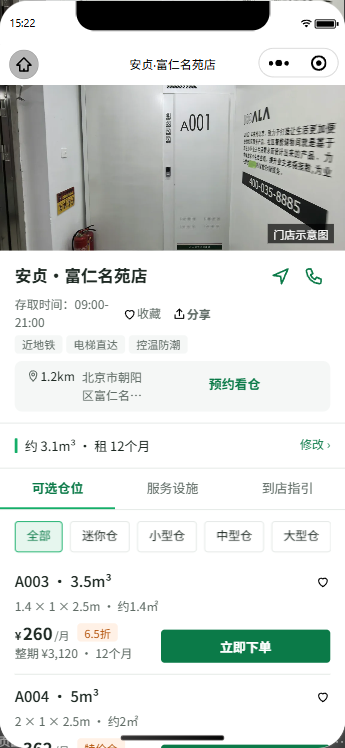 15:22
安贞·富仁名苑店
A001
400-035-8885
门店示意图
安贞·富仁名苑店
存取时间：09:00-
21:00
收藏
分享
近地铁
电梯直达
控温防潮
1.2km
北京市朝阳
区富仁名…
预约看仓
约 3.1m³ · 租 12个月
修改 ›
可选仓位
服务设施
到店指引
全部
迷你仓
小型仓
中型仓
大型仓
A003 · 3.5m³
1.4 × 1 × 2.5m · 约1.4㎡
¥260/月
6.5折
整期 ¥3,120 · 12个月
立即下单
A004 · 5m³
2 × 1 × 2.5m · 约2㎡